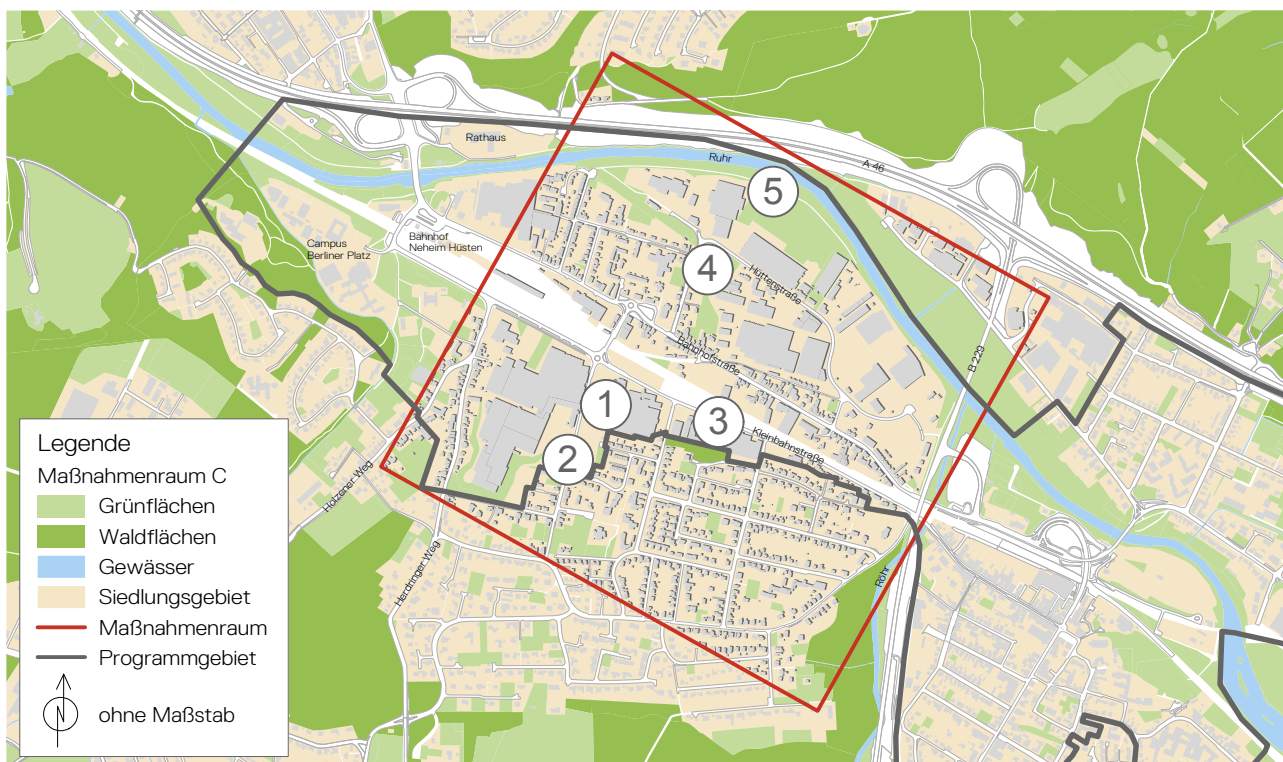 Rathaus
Ruhr
A 46
5
Campus
Berliner Platz
Bahnhof
Neheim Hüsten
4
Hüttenstraße
Bahnhofstraße
B 229
1
3
2
Kleinbahnstraße
Holzener Weg
Herdringer Weg
Röhr
Legende
Maßnahmenraum C
Grünflächen
Waldflächen
Gewässer
Siedlungsgebiet
Maßnahmenraum
Programmgebiet
N
ohne Maßstab